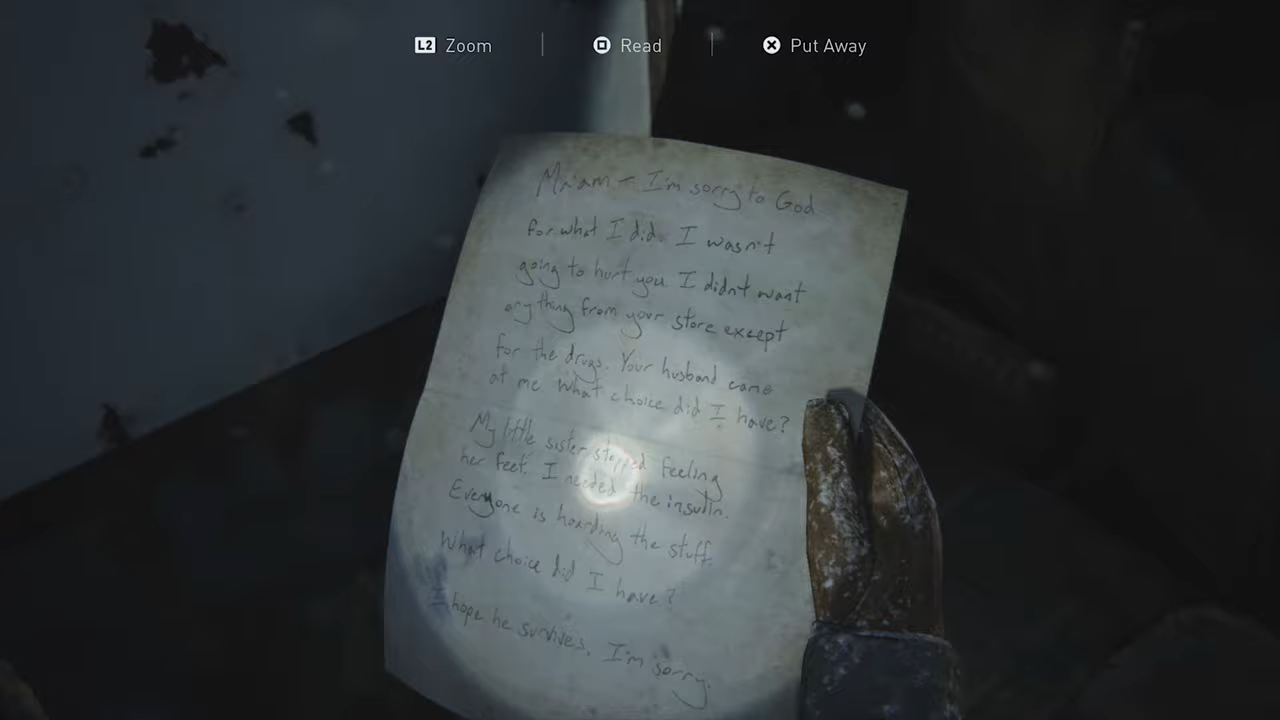 L2 Zoom | Read | Put Away
Ma'am – I'm sorry to God
for what I did. I wasn't
going to hurt you. I didn't want
anything from your store except
for the drugs. Your husband came
at me. What choice did I have?
My little sister stopped feeling
her feet. I needed the insulin.
Everyone is hoarding the stuff.
What choice did I have?
I hope he survives. I'm sorry.